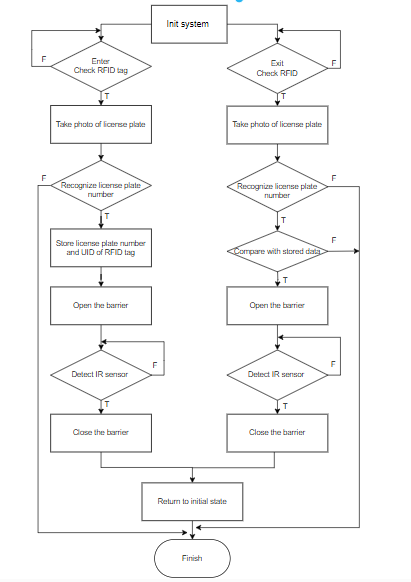 Init system
Enter
Check RFID tag
F
T
Take photo of license plate
Recognize license plate
number
F
T
Store license plate number
and UID of RFID tag
Open the barrier
Detect IR sensor
F
T
Close the barrier
Exit
Check RFID
F
T
Take photo of license plate
Recognize license plate
number
F
T
Compare with stored data
F
T
Open the barrier
Detect IR sensor
F
T
Close the barrier
Return to initial state
Finish